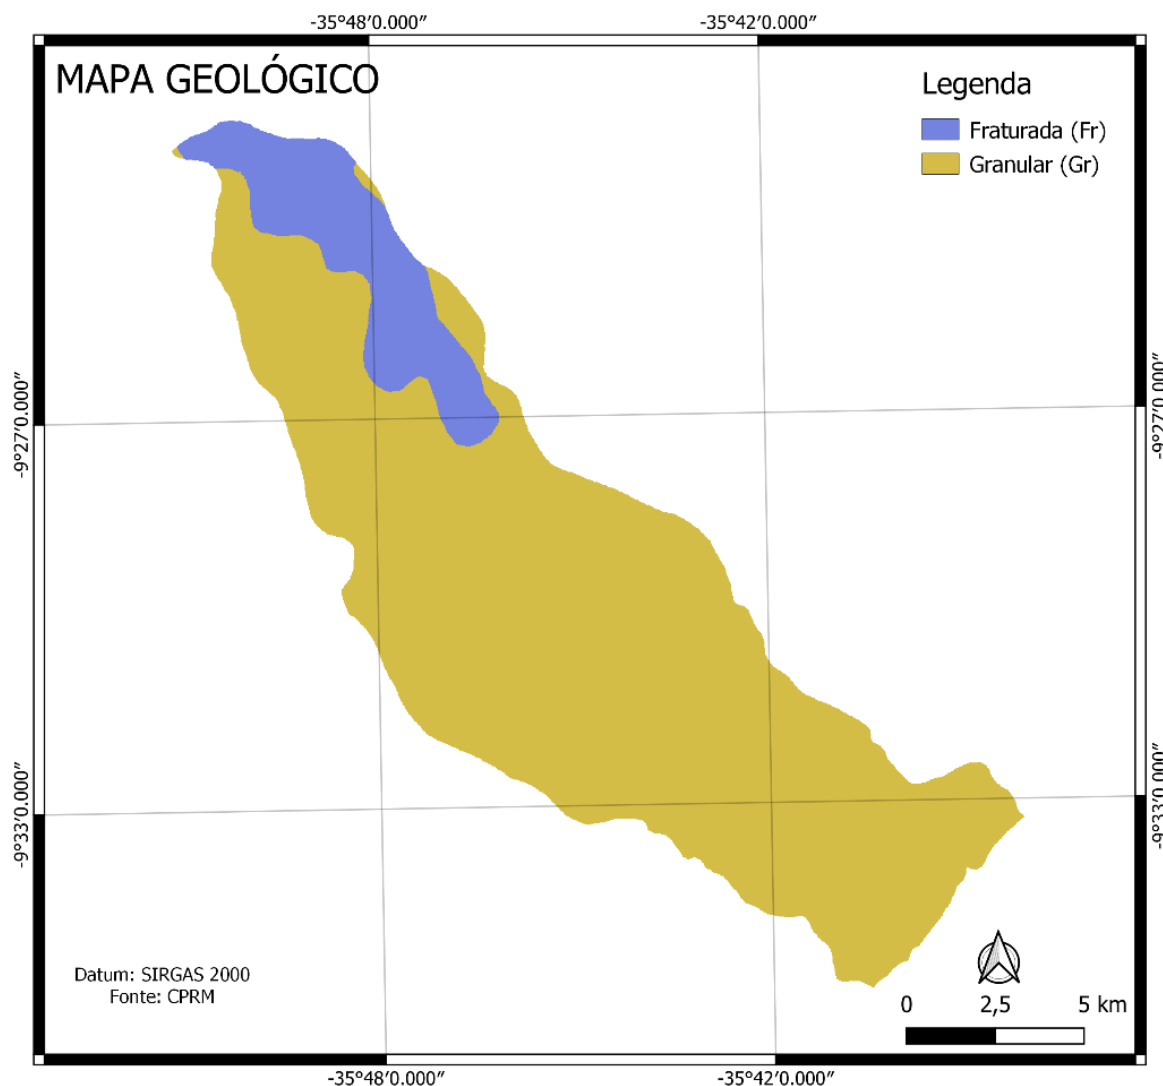 -35°48′0.000″
-35°42′0.000″
MAPA GEOLÓGICO
Legenda
Fraturada (Fr)
Granular (Gr)
-9°27′0.000″
-9°27′0.000″
-9°33′0.000″
-9°33′0.000″
Datum: SIRGAS 2000
Fonte: CPRM
0 2,5 5 km
-35°48′0.000″
-35°42′0.000″